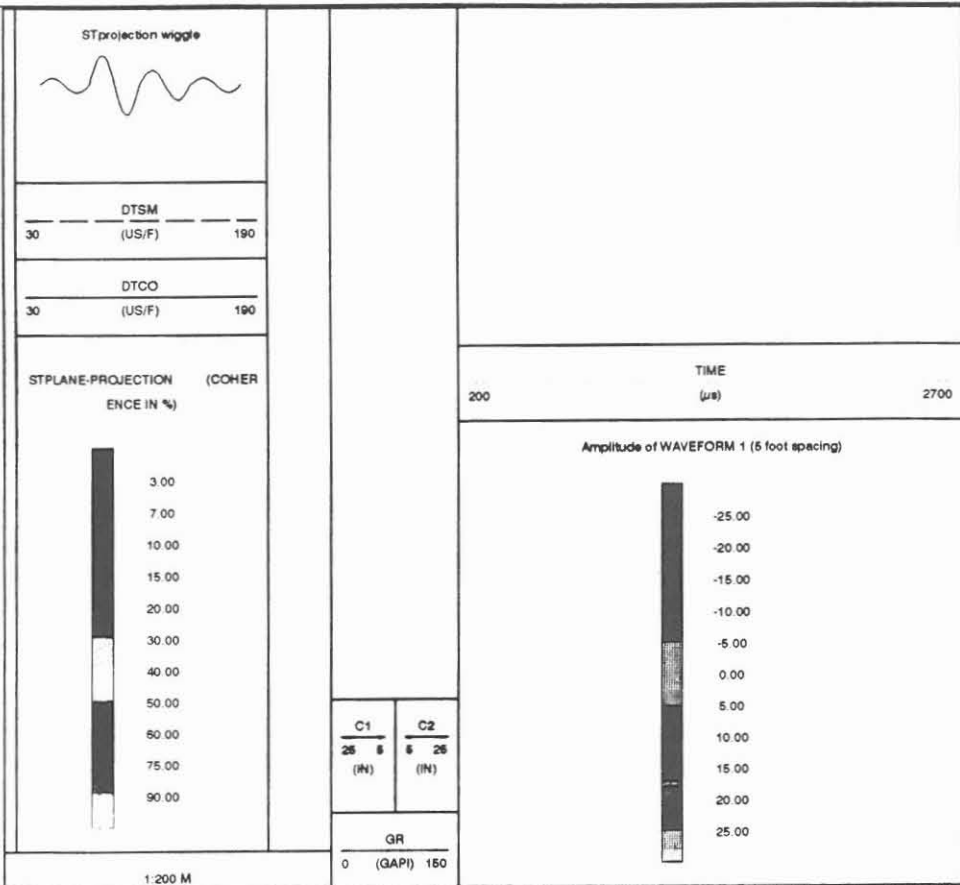 STprojection wiggle
DTSM
30 (US/F) 190
DTCO
30 (US/F) 190
STPLANE-PROJECTION (COHER
ENCE IN %)
3.00
7.00
10.00
15.00
20.00
30.00
40.00
50.00
60.00
75.00
90.00
1:200 M
C1 C2
25 5 5 25
(IN) (IN)
GR
0 (GAPI) 150
TIME
200 (µs) 2700
Amplitude of WAVEFORM 1 (5 foot spacing)
-25.00
-20.00
-15.00
-10.00
-5.00
0.00
5.00
10.00
15.00
20.00
25.00